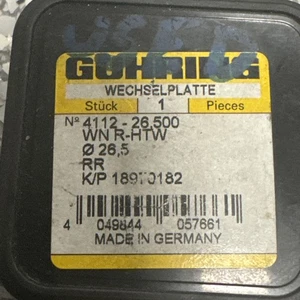 GUHRING
WECHSELPLATTE
Stück 1 Pieces
Nº 4112 - 26,500
WN R-HTW
Ø 26,5
RR
K/P
4 049844 057661
MADE IN GERMANY